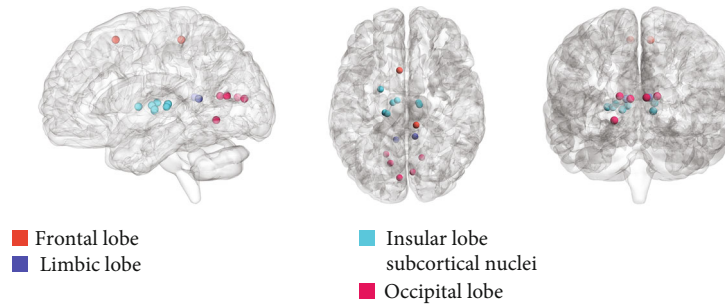 Frontal lobe
Limbic lobe
Insular lobe
subcortical nuclei
Occipital lobe